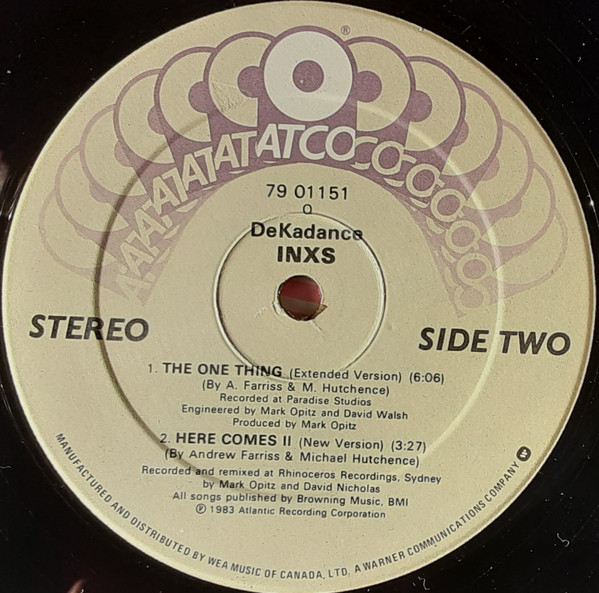 ®
ATATATATATATCOCOCOCOCOCO
79 01151
O
DeKadance
INXS
STEREO
SIDE TWO
1. THE ONE THING (Extended Version) (6:06)
(By A. Farriss & M. Hutchence)
Recorded at Paradise Studios
Engineered by Mark Opitz and David Walsh
Produced by Mark Opitz
2. HERE COMES II (New Version) (3:27)
(By Andrew Farriss & Michael Hutchence)
Recorded and remixed at Rhinoceros Recordings, Sydney
by Mark Opitz and David Nicholas
All songs published by Browning Music, BMI
℗ 1983 Atlantic Recording Corporation
MANUFACTURED AND DISTRIBUTED BY WEA MUSIC OF CANADA, LTD. A WARNER COMMUNICATIONS COMPANY